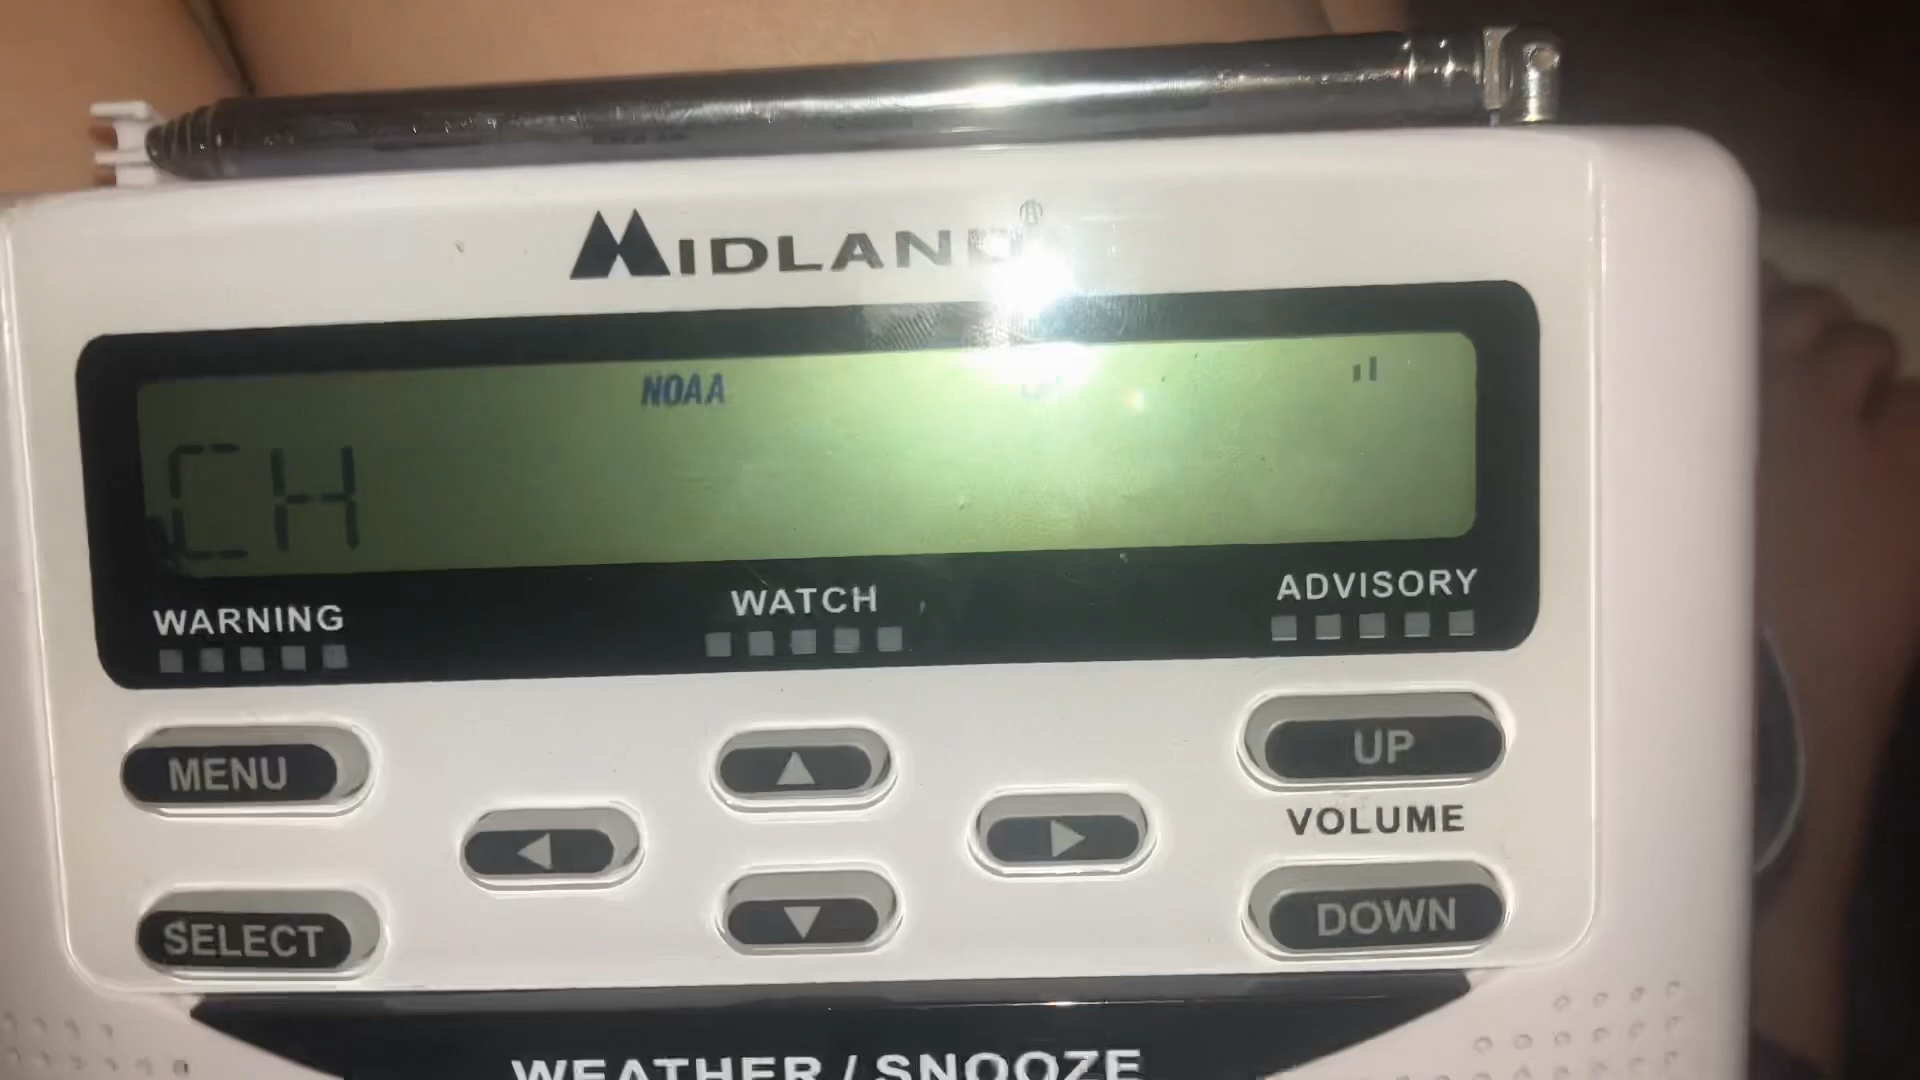 MIDLAND®
NOAA
CH
WARNING
WATCH
ADVISORY
MENU
UP
VOLUME
SELECT
DOWN
WEATHER / SNOOZE